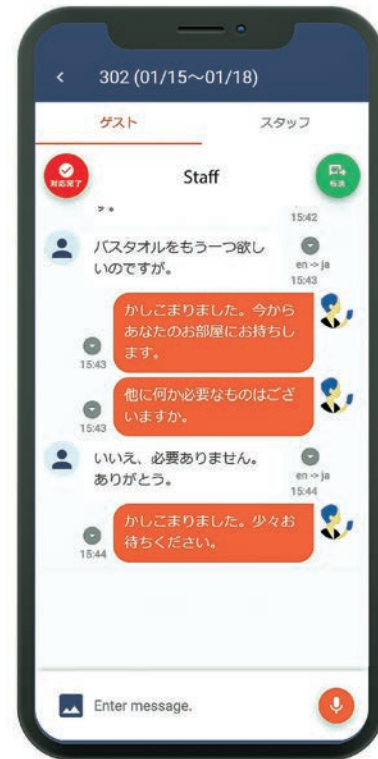 302 (01/15～01/18)
ゲスト
スタッフ
対応完了
Staff
転送
15:42
バスタオルをもう一つ欲し
いのですが。
en -> ja
15:43
かしこまりました。今から
あなたのお部屋にお持ちし
ます。
15:43
他に何か必要なものはござ
いますか。
15:43
いいえ、必要ありません。
ありがとう。
en -> ja
15:44
かしこまりました。少々お
待ちください。
15:44
Enter message.